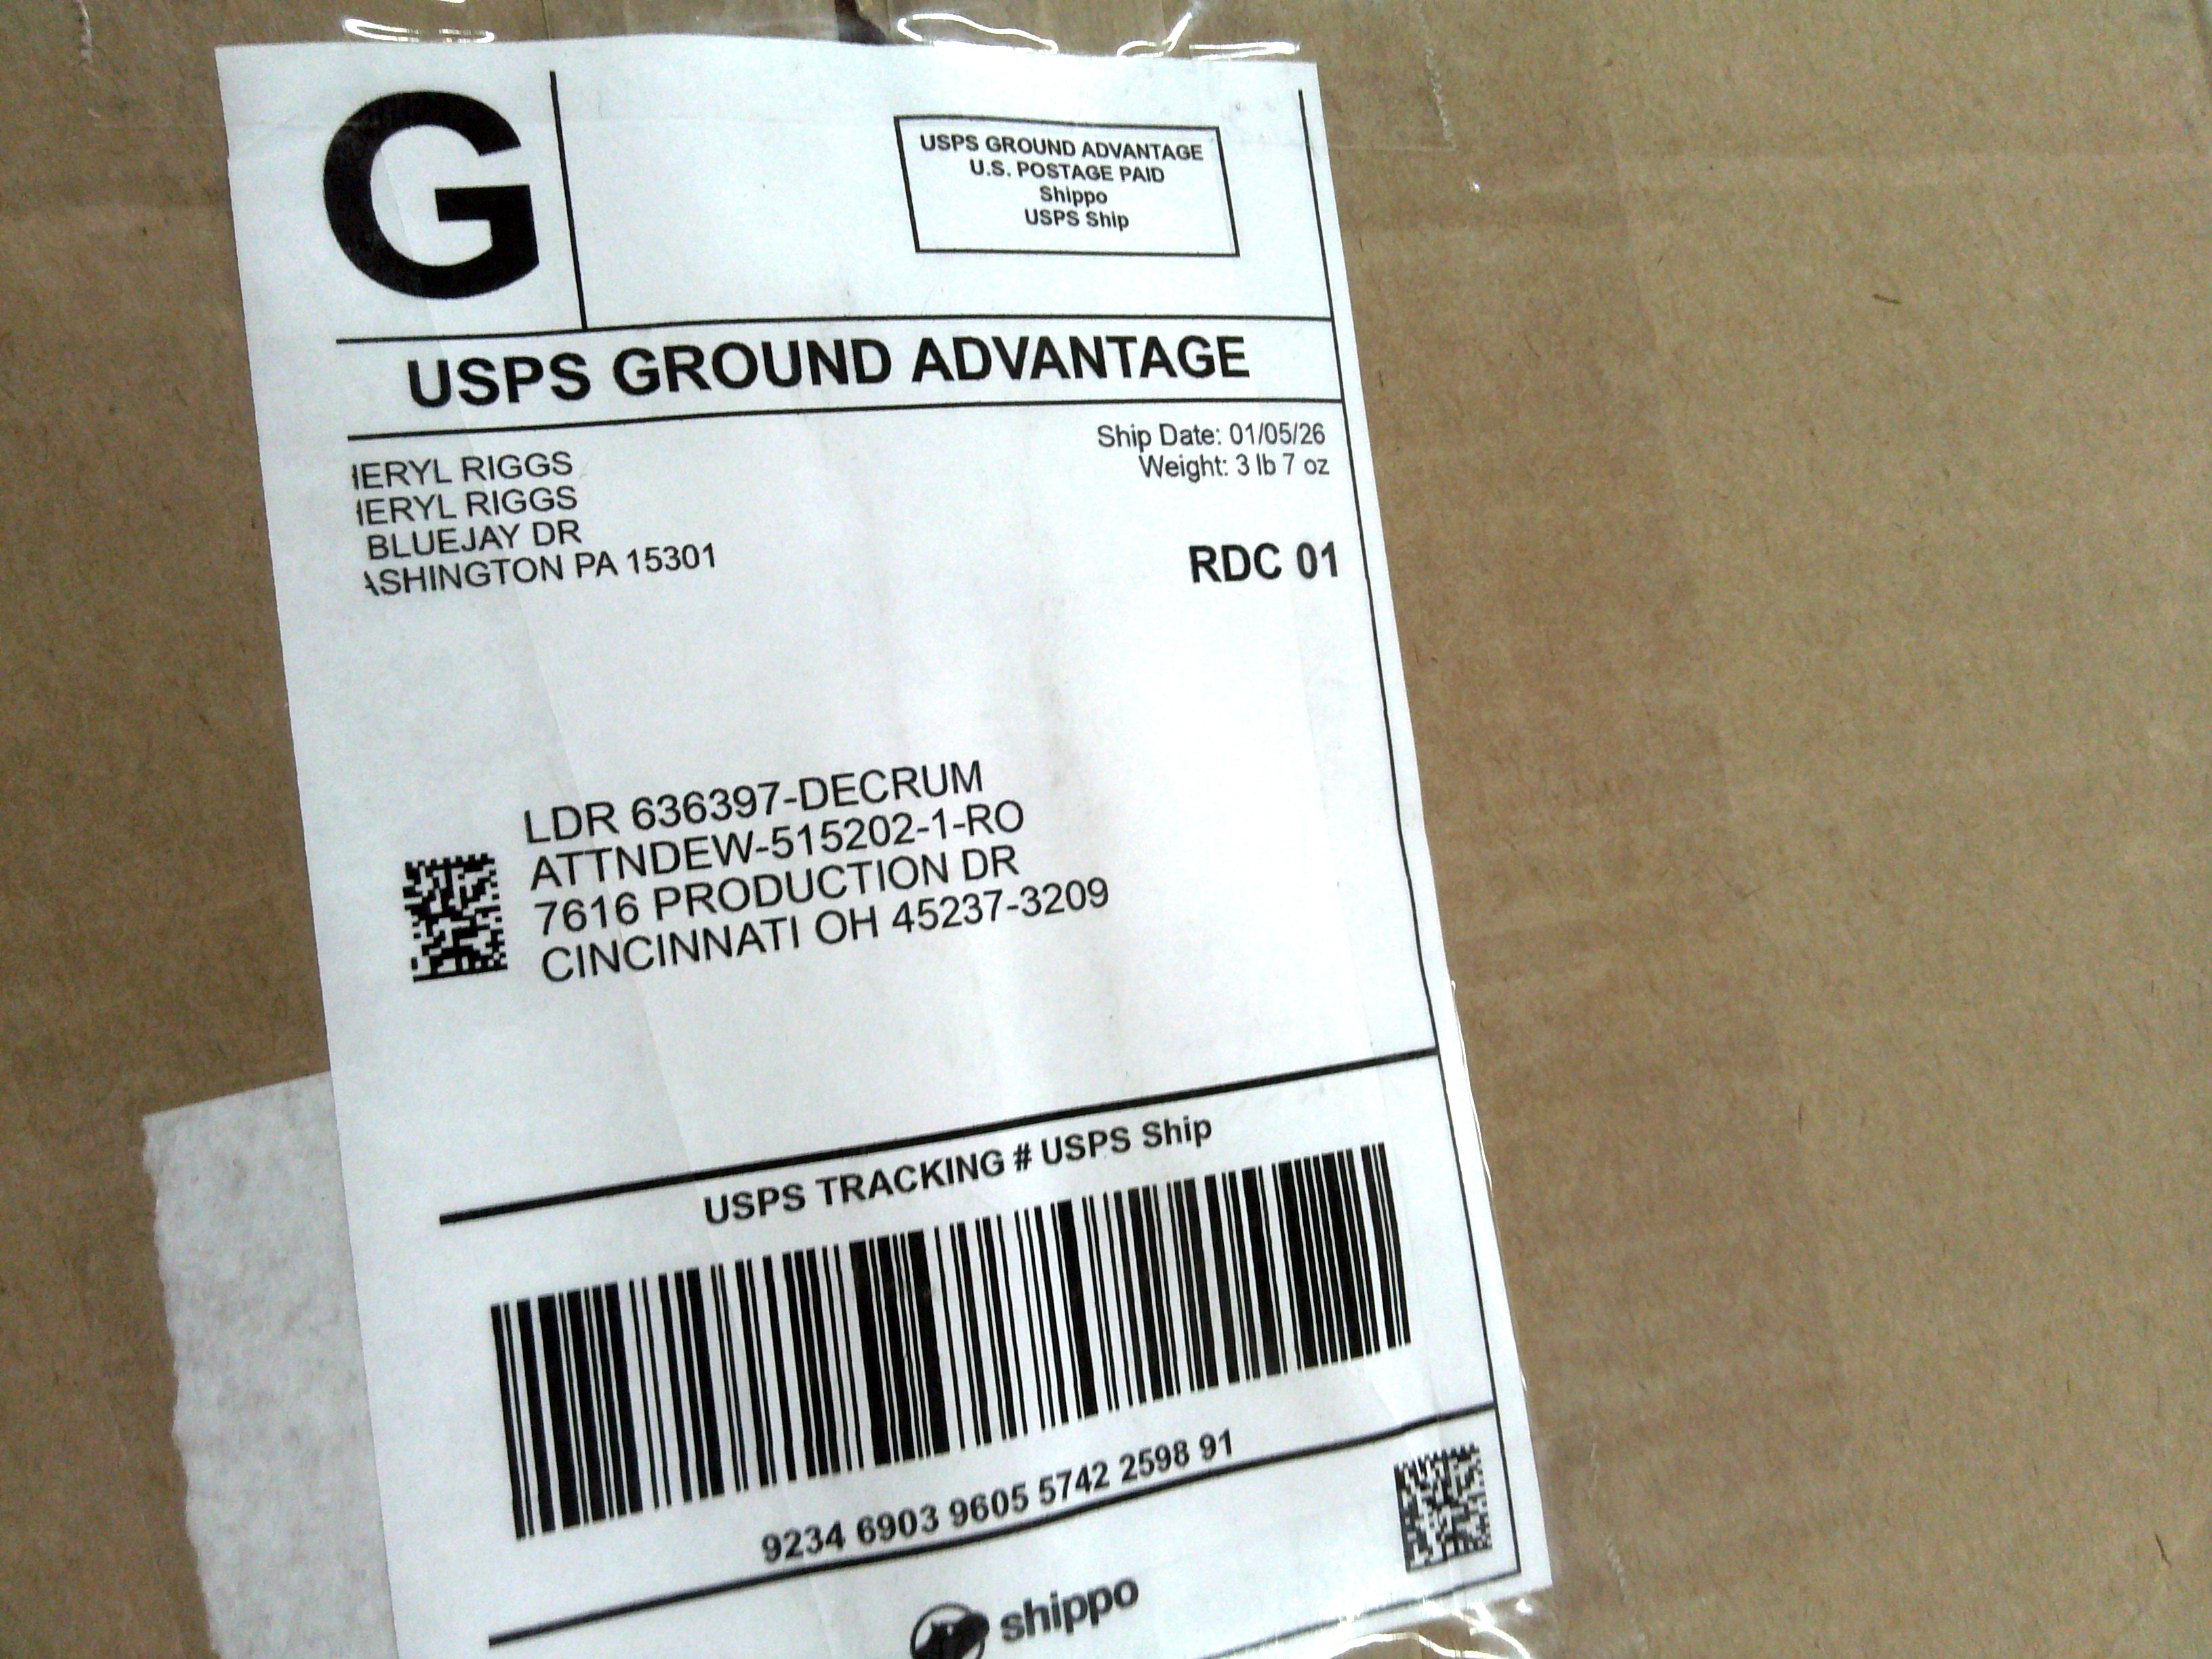 G
USPS GROUND ADVANTAGE
U.S. POSTAGE PAID
Shippo
USPS Ship
USPS GROUND ADVANTAGE
Ship Date: 01/05/26
Weight: 3 lb 7 oz
IERYL RIGGS
IERYL RIGGS
BLUEJAY DR
ASHINGTON PA 15301
RDC 01
LDR 636397-DECRUM
ATTNDEW-515202-1-RO
7616 PRODUCTION DR
CINCINNATI OH 45237-3209
USPS TRACKING # USPS Ship
9234 6903 9605 5742 2598 91
shippo